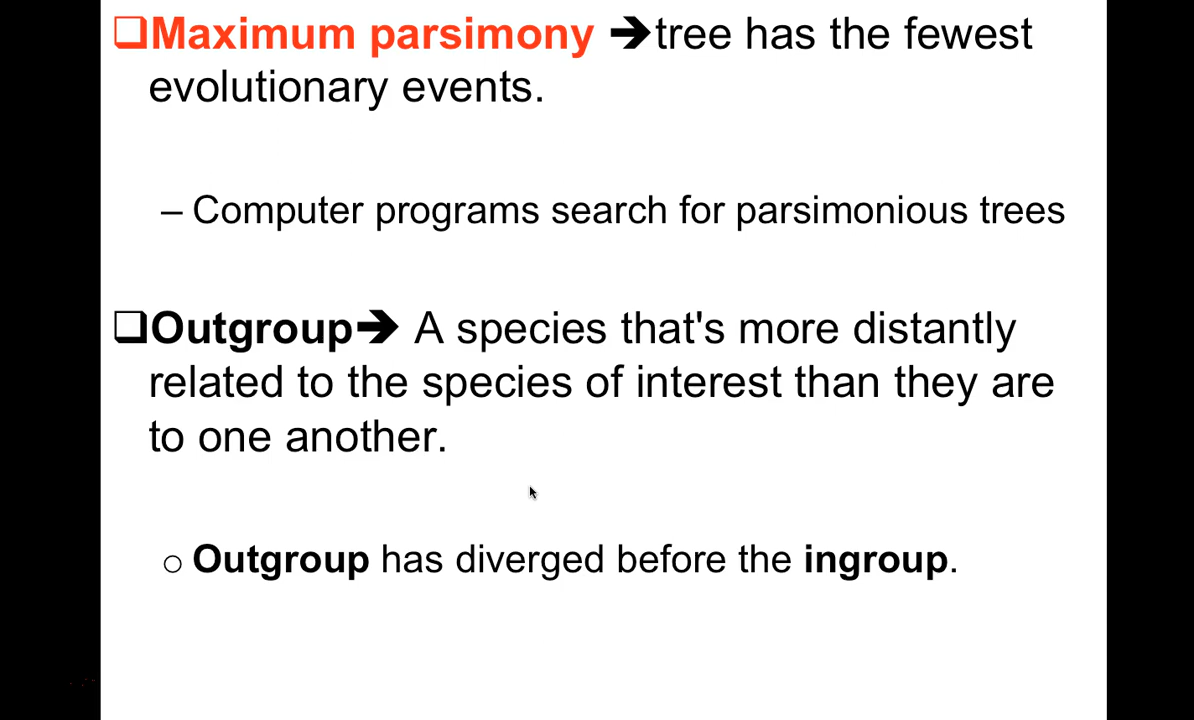 ❑Maximum parsimony ➔tree has the fewest
evolutionary events.
– Computer programs search for parsimonious trees
❑Outgroup➔ A species that's more distantly
related to the species of interest than they are
to one another.
o Outgroup has diverged before the ingroup.